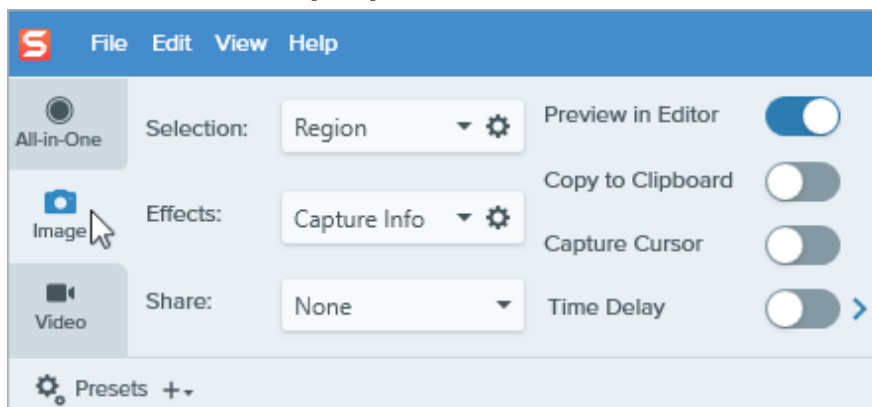 File Edit View Help
All-in-One
Image
Video
Selection: Region
Effects: Capture Info
Share: None
Preview in Editor
Copy to Clipboard
Capture Cursor
Time Delay
Presets